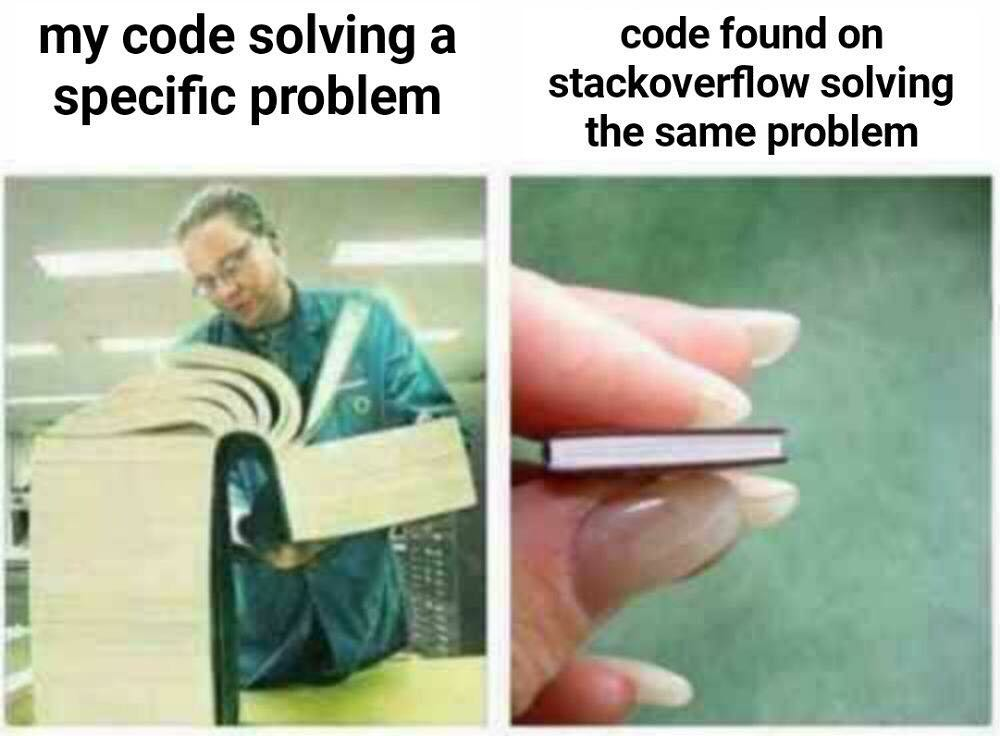 my code solving a
specific problem
code found on
stackoverflow solving
the same problem